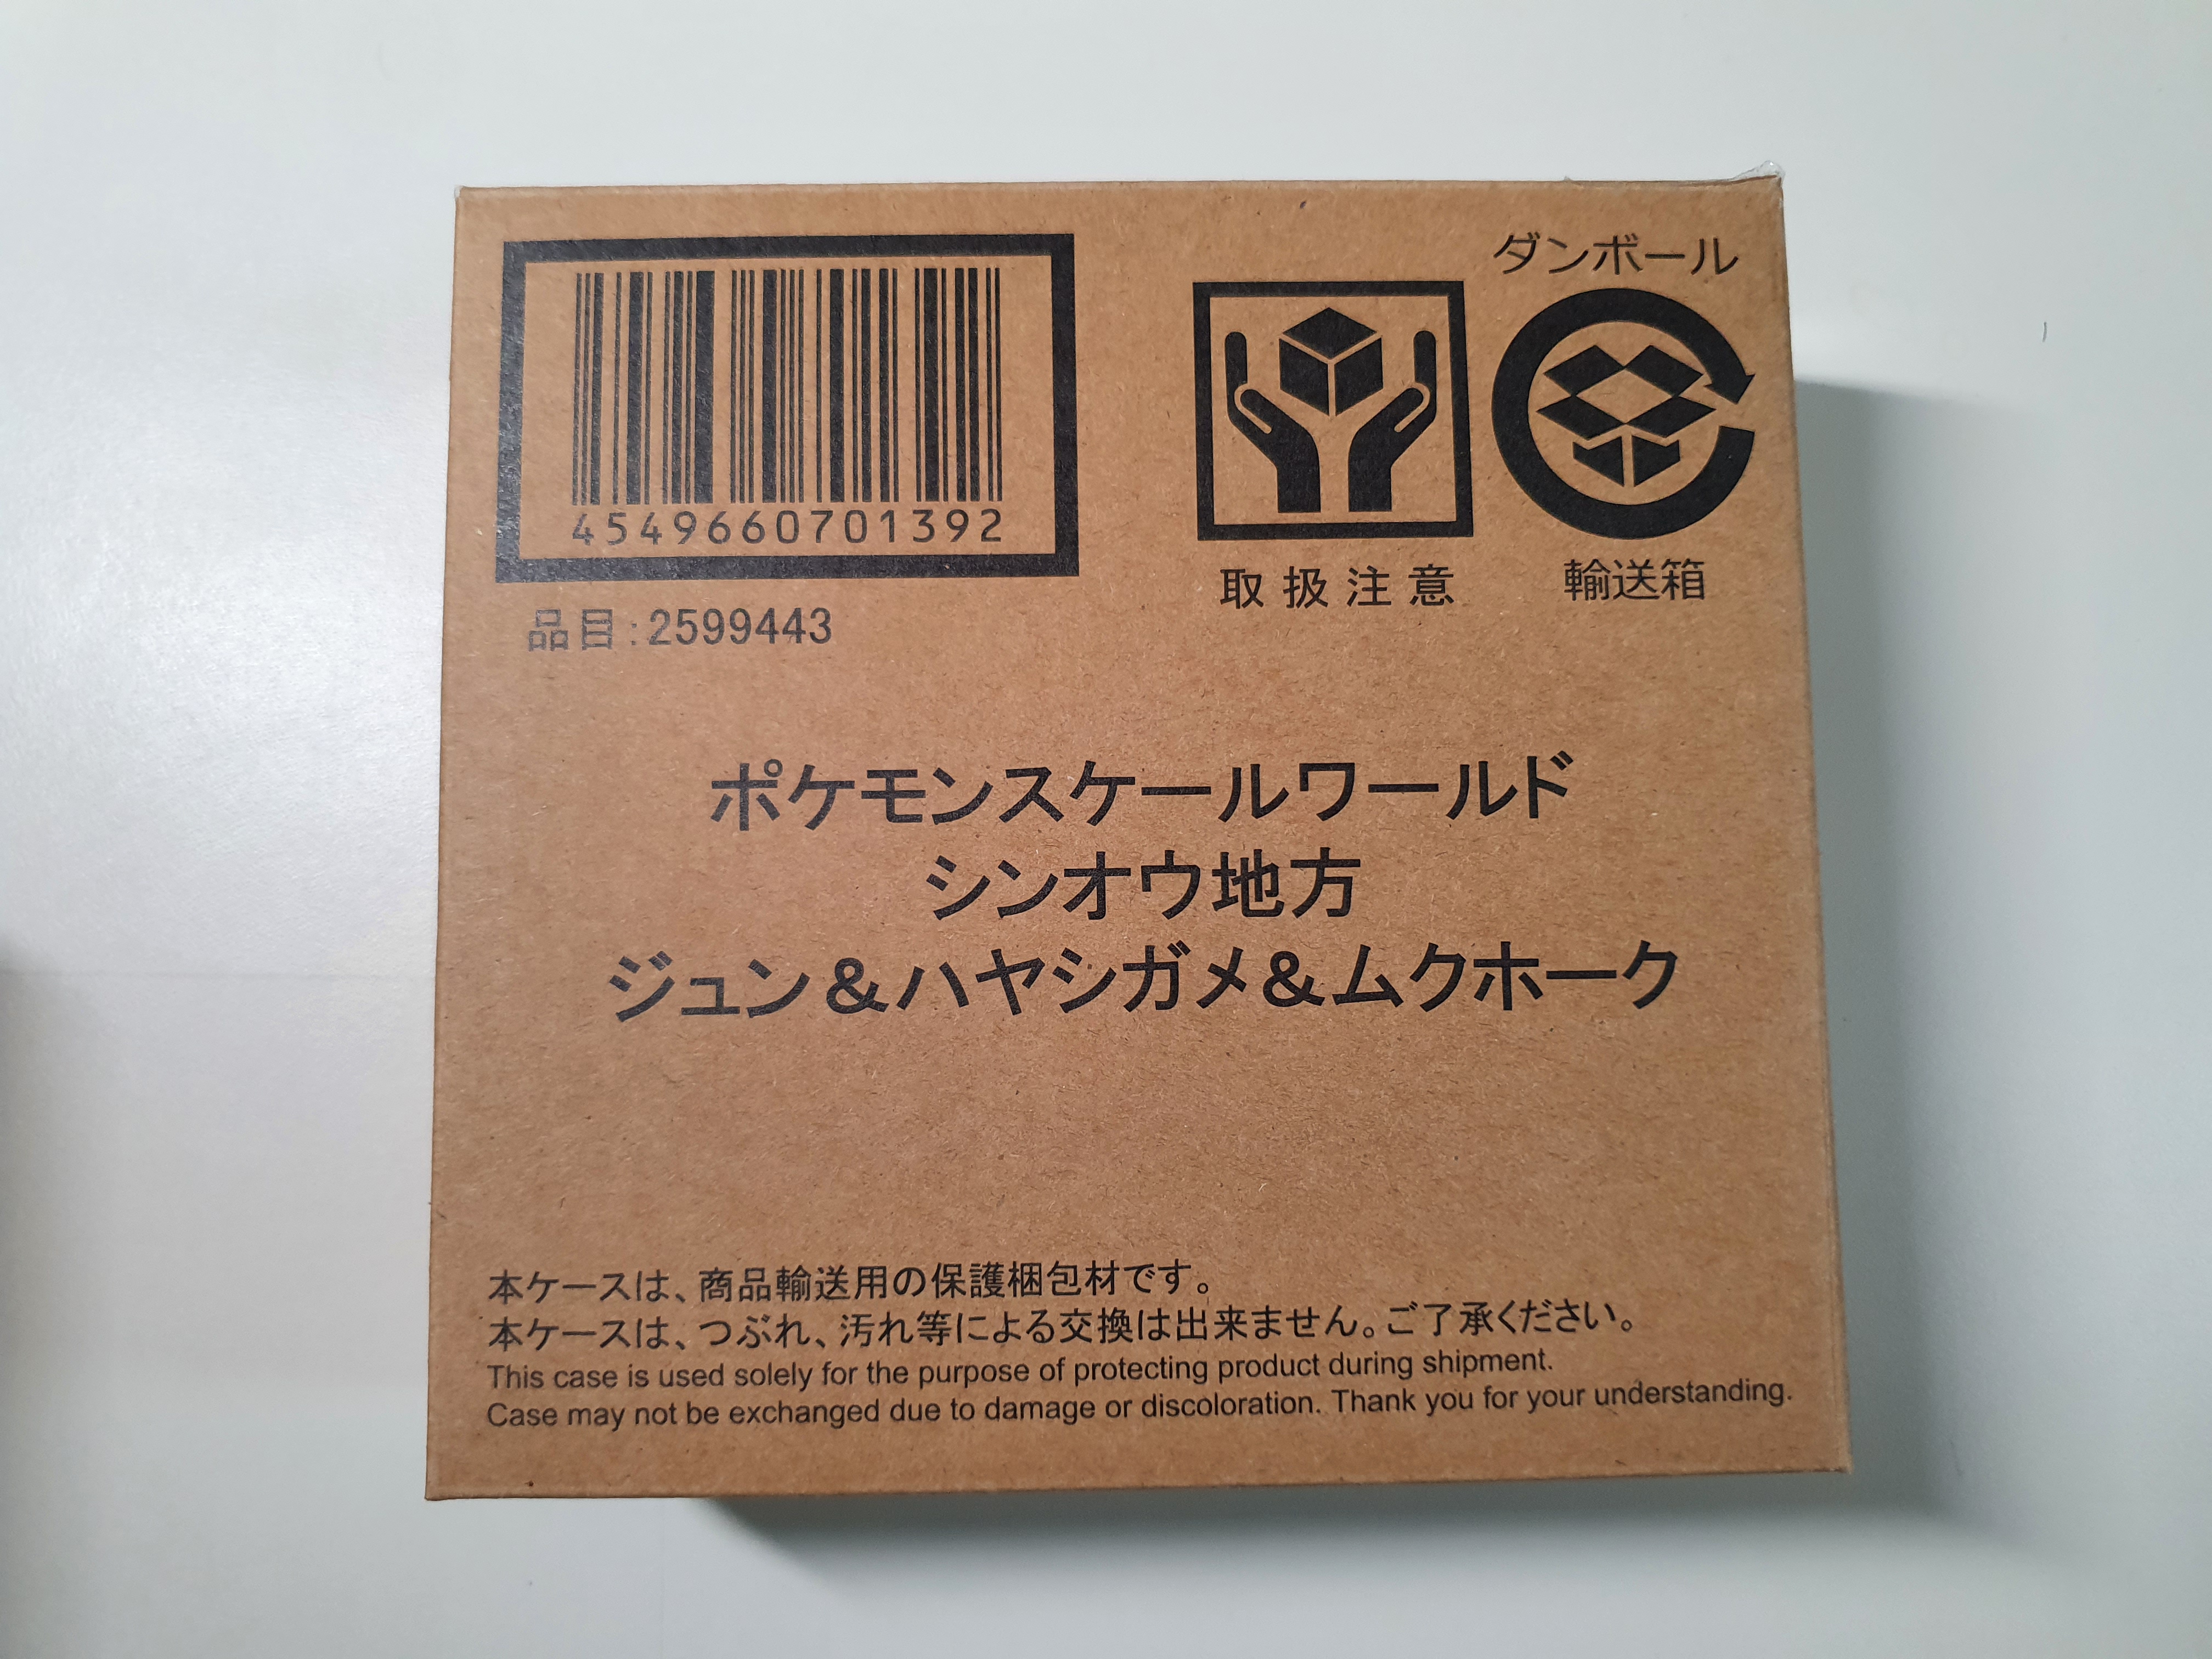 4549660701392
品目:2599443
取扱注意
ダンボール
輸送箱
ポケモンスケールワールド
シンオウ地方
ジュン&ハヤシガメ&ムクホーク
本ケースは、商品輸送用の保護梱包材です。
本ケースは、つぶれ、汚れ等による交換は出来ません。ご了承ください。
This case is used solely for the purpose of protecting product during shipment.
Case may not be exchanged due to damage or discoloration. Thank you for your understanding.